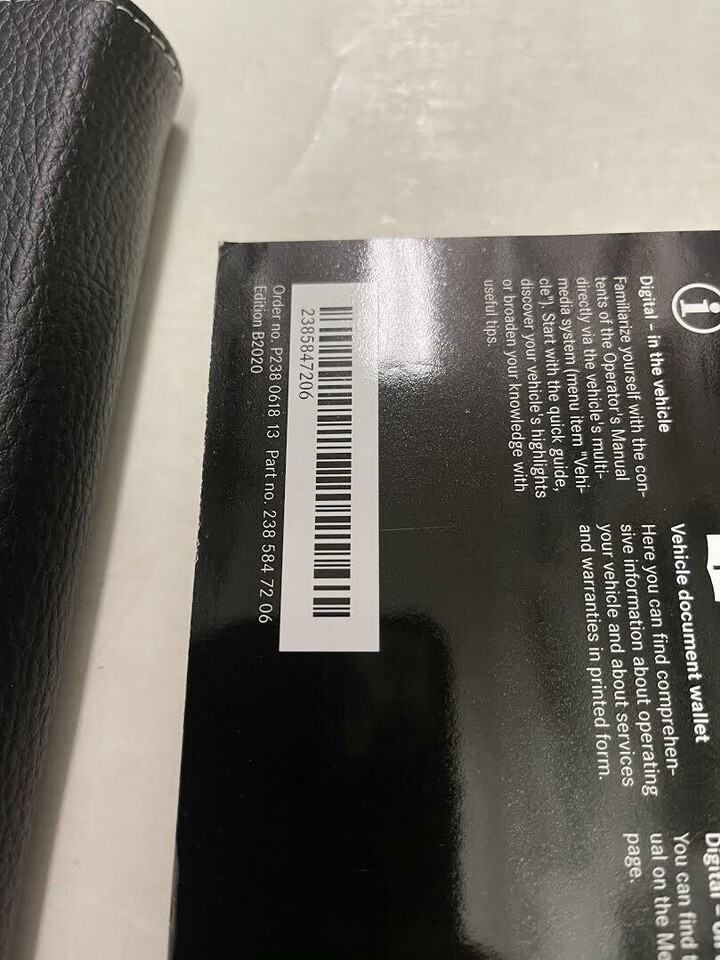 Digital – in the vehicle
Familiarize yourself with the con-
tents of the Operator's Manual
directly via the vehicle's multi-
media system (menu item "Vehi-
cle"). Start with the quick guide,
discover your vehicle's highlights
or broaden your knowledge with
useful tips.
Vehicle document wallet
Here you can find comprehen-
sive information about operating
your vehicle and about services
and warranties in printed form.
Digital –
You can find
ual on the
page.
2385847206
Order no. P238 0618 13 Part no. 238 584 72 06
Edition B2020